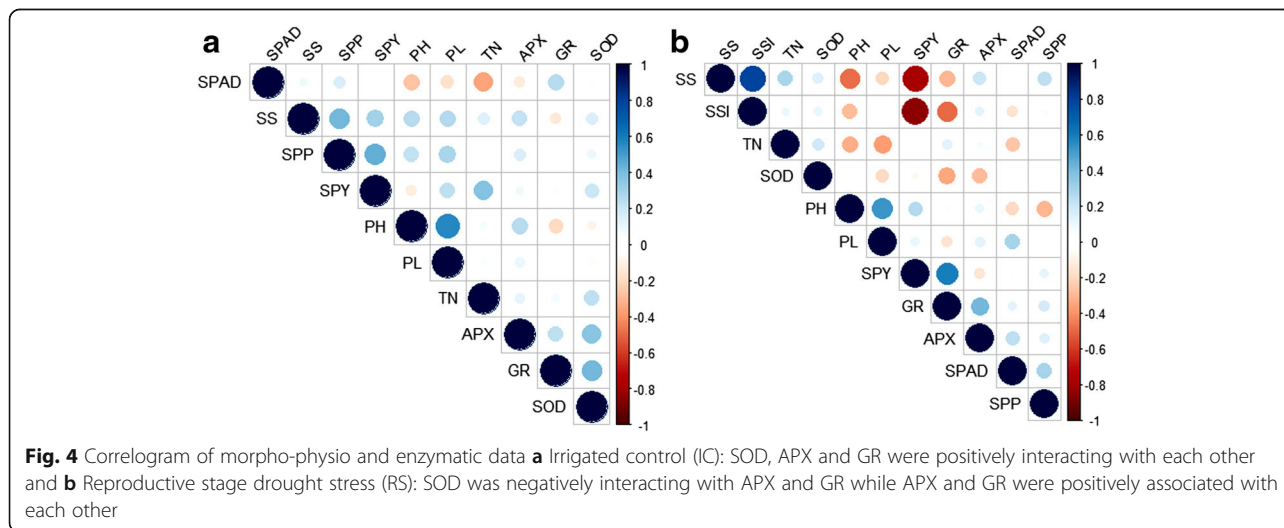 a
SPAD SS SPP SPY PH PL TN APX GR SOD
SPAD
SS
SPP
SPY
PH
PL
TN
APX
GR
SOD
1
0.8
0.6
0.4
0.2
0
-0.2
-0.4
-0.6
-0.8
-1
b
SS SSI TN SOD PH PL SPY GR APX SPAD SPP
SS
SSI
TN
SOD
PH
PL
SPY
GR
APX
SPAD
SPP
1
0.8
0.6
0.4
0.2
0
-0.2
-0.4
-0.6
-0.8
-1
Fig. 4 Correlogram of morpho-physio and enzymatic data a Irrigated control (IC): SOD, APX and GR were positively interacting with each other
and b Reproductive stage drought stress (RS): SOD was negatively interacting with APX and GR while APX and GR were positively associated with
each other